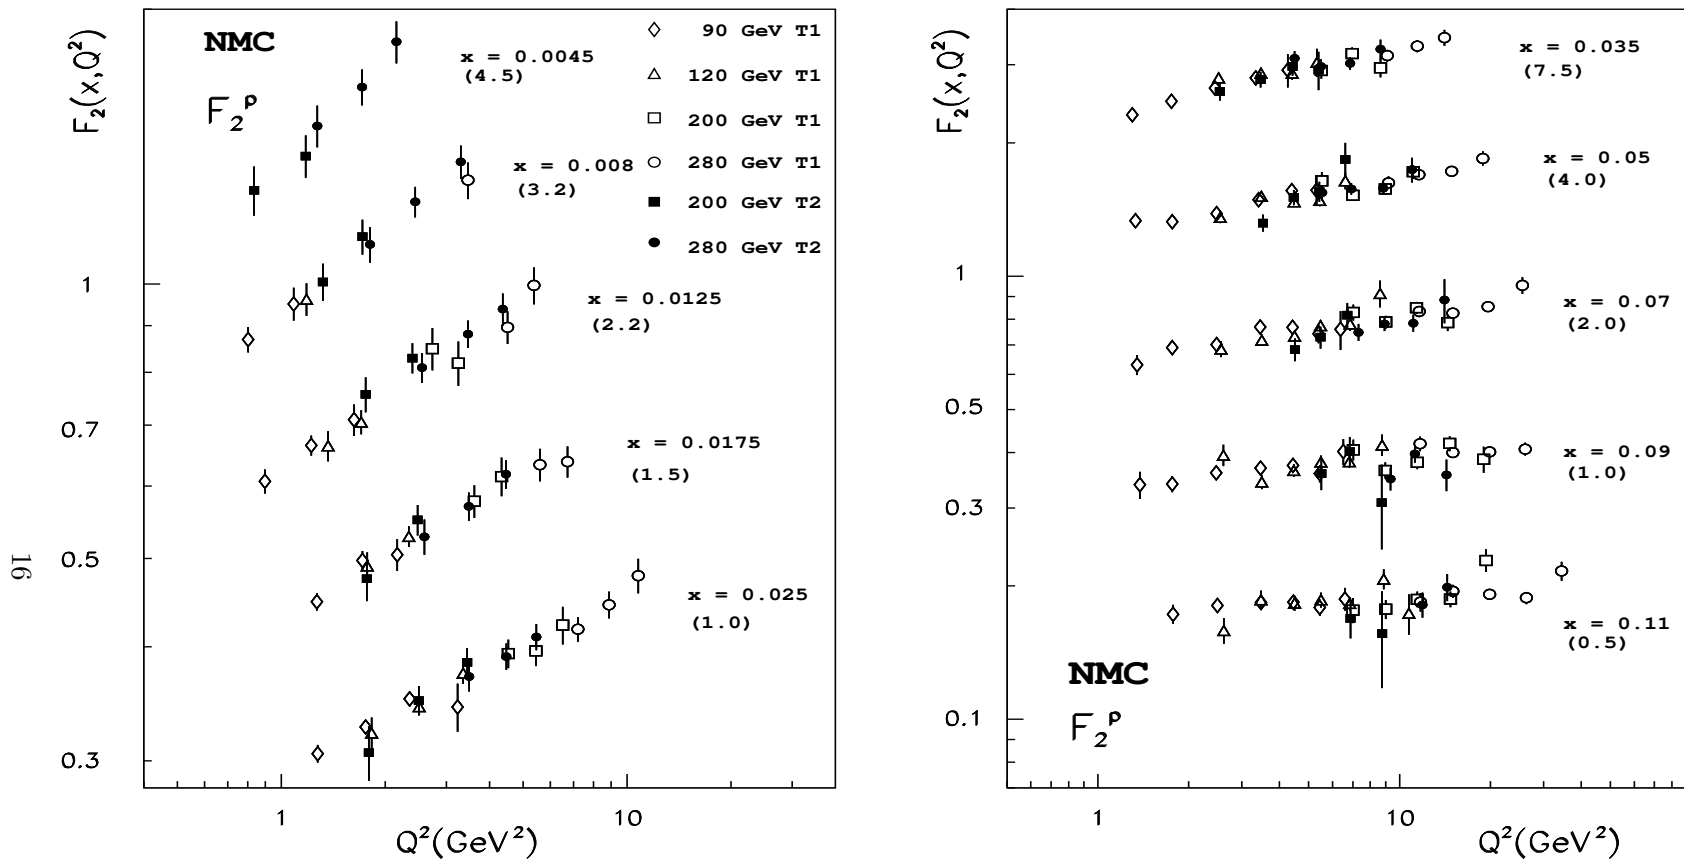 F₂(x,Q²)
NMC
F₂ᵖ
90 GeV T1
120 GeV T1
200 GeV T1
280 GeV T1
200 GeV T2
280 GeV T2
x = 0.0045
(4.5)
x = 0.008
(3.2)
x = 0.0125
(2.2)
x = 0.0175
(1.5)
x = 0.025
(1.0)
1
0.7
0.5
0.3
1 10
Q²(GeV²)
16
F₂(x,Q²)
x = 0.035
(7.5)
x = 0.05
(4.0)
x = 0.07
(2.0)
x = 0.09
(1.0)
x = 0.11
(0.5)
NMC
F₂ᵖ
1
0.5
0.3
0.1
1 10
Q²(GeV²)